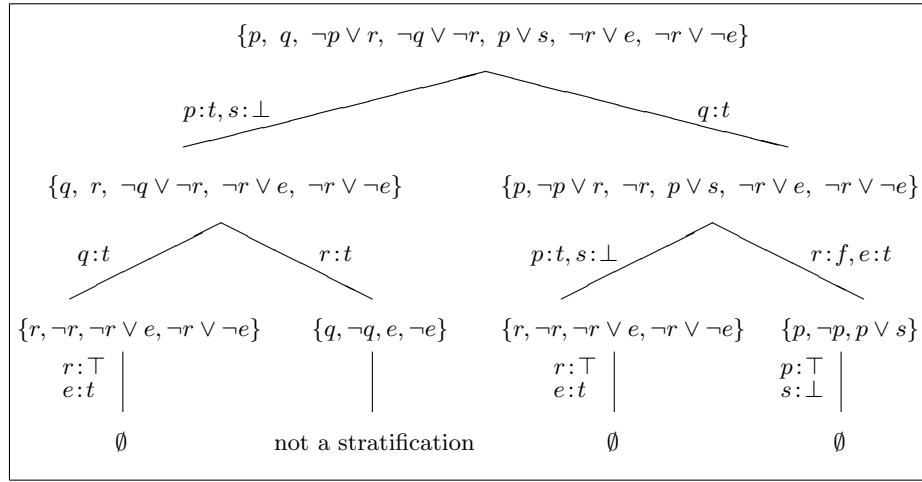 {p, q, ¬p ∨ r, ¬q ∨ ¬r, p ∨ s, ¬r ∨ e, ¬r ∨ ¬e}
p:t, s:⊥ q:t
{q, r, ¬q ∨ ¬r, ¬r ∨ e, ¬r ∨ ¬e} {p, ¬p ∨ r, ¬r, p ∨ s, ¬r ∨ e, ¬r ∨ ¬e}
q:t r:t p:t, s:⊥ r:f, e:t
{r, ¬r, ¬r ∨ e, ¬r ∨ ¬e} {q, ¬q, e, ¬e} {r, ¬r, ¬r ∨ e, ¬r ∨ ¬e} {p, ¬p, p ∨ s}
r:⊤ r:⊤ p:⊤
e:t e:t s:⊥
∅ not a stratification ∅ ∅